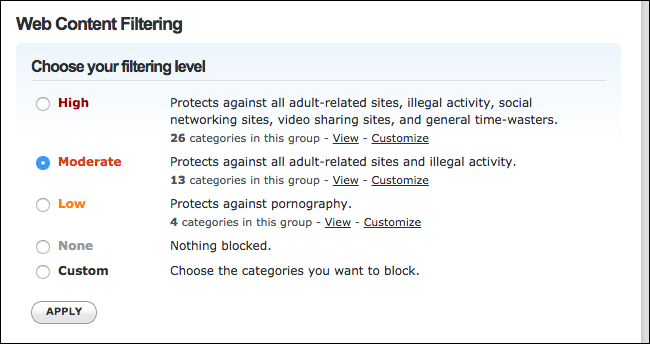 Web Content Filtering
Choose your filtering level
High
Protects against all adult-related sites, illegal activity, social
networking sites, video sharing sites, and general time-wasters.
26 categories in this group - View - Customize
Moderate
Protects against all adult-related sites and illegal activity.
13 categories in this group - View - Customize
Low
Protects against pornography.
4 categories in this group - View - Customize
None
Nothing blocked.
Custom
Choose the categories you want to block.
APPLY